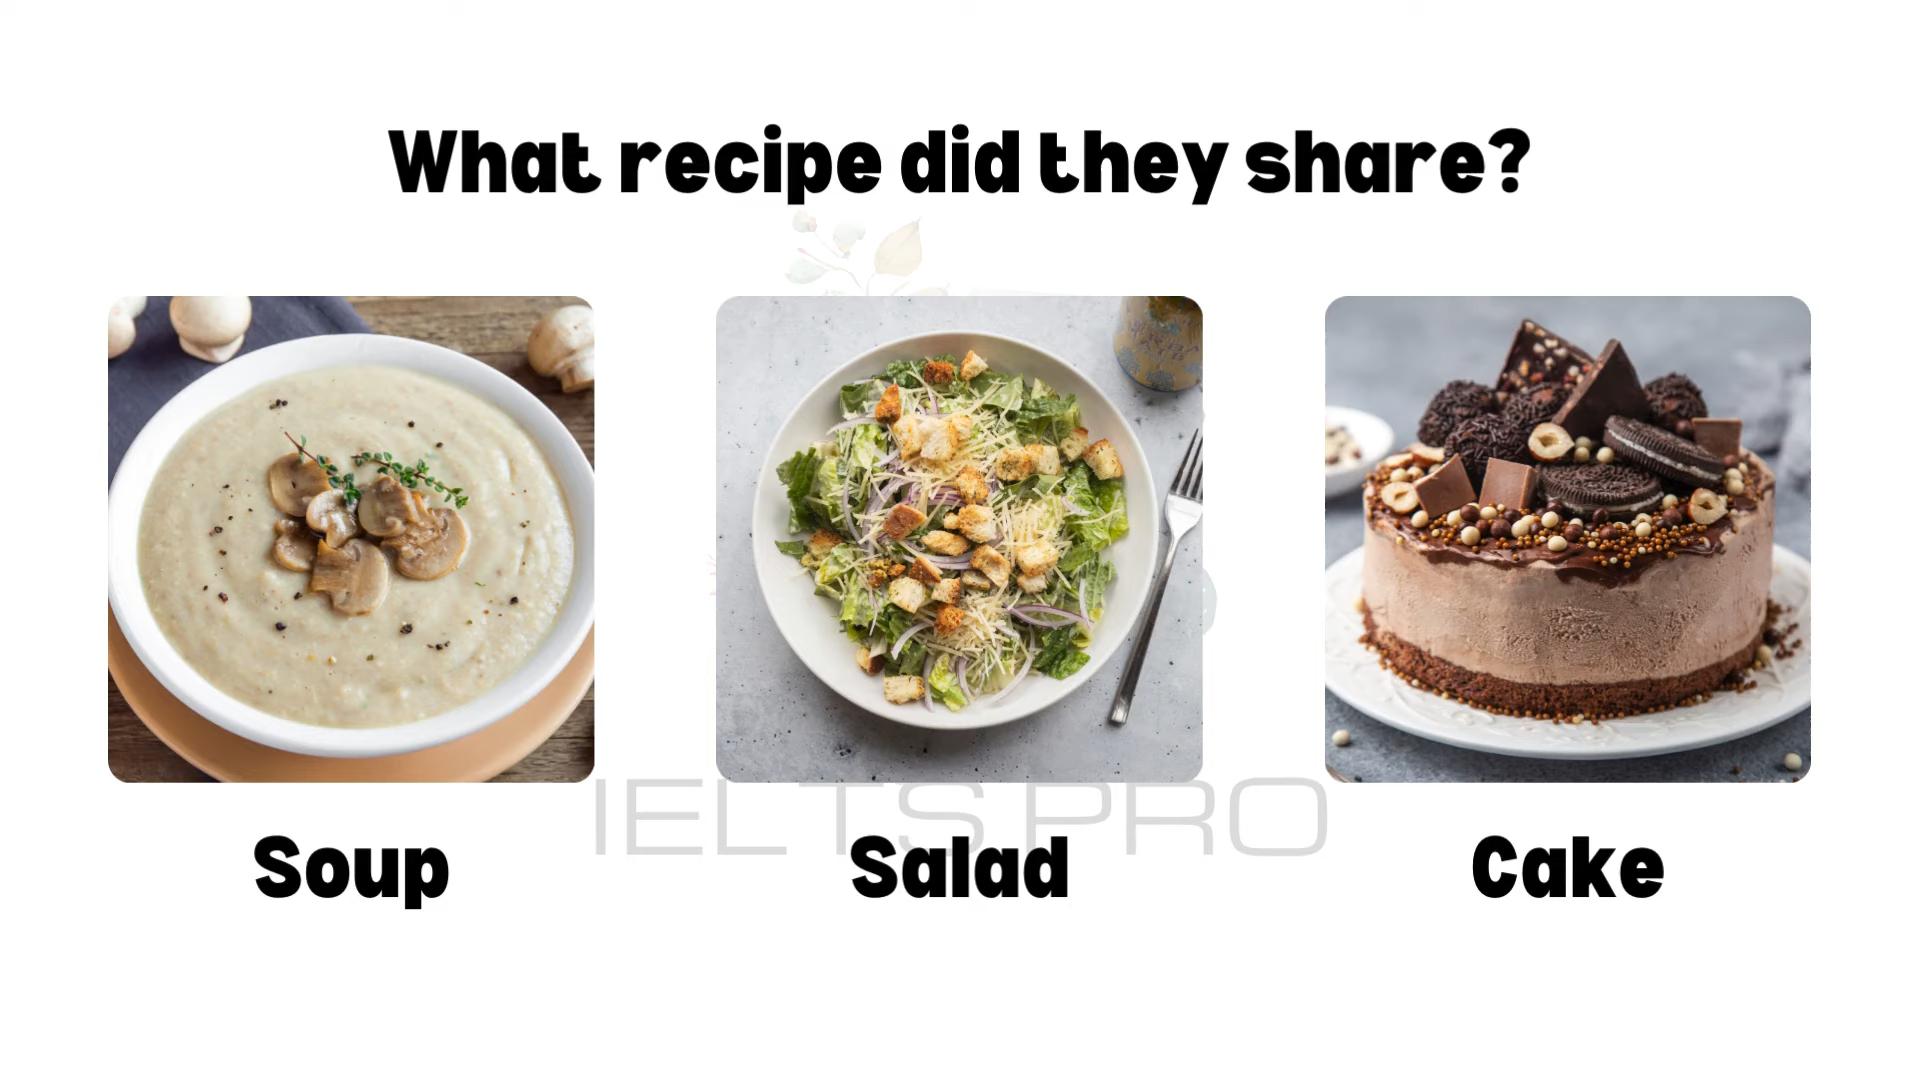 What recipe did they share?
IELTS PRO
Soup
Salad
Cake